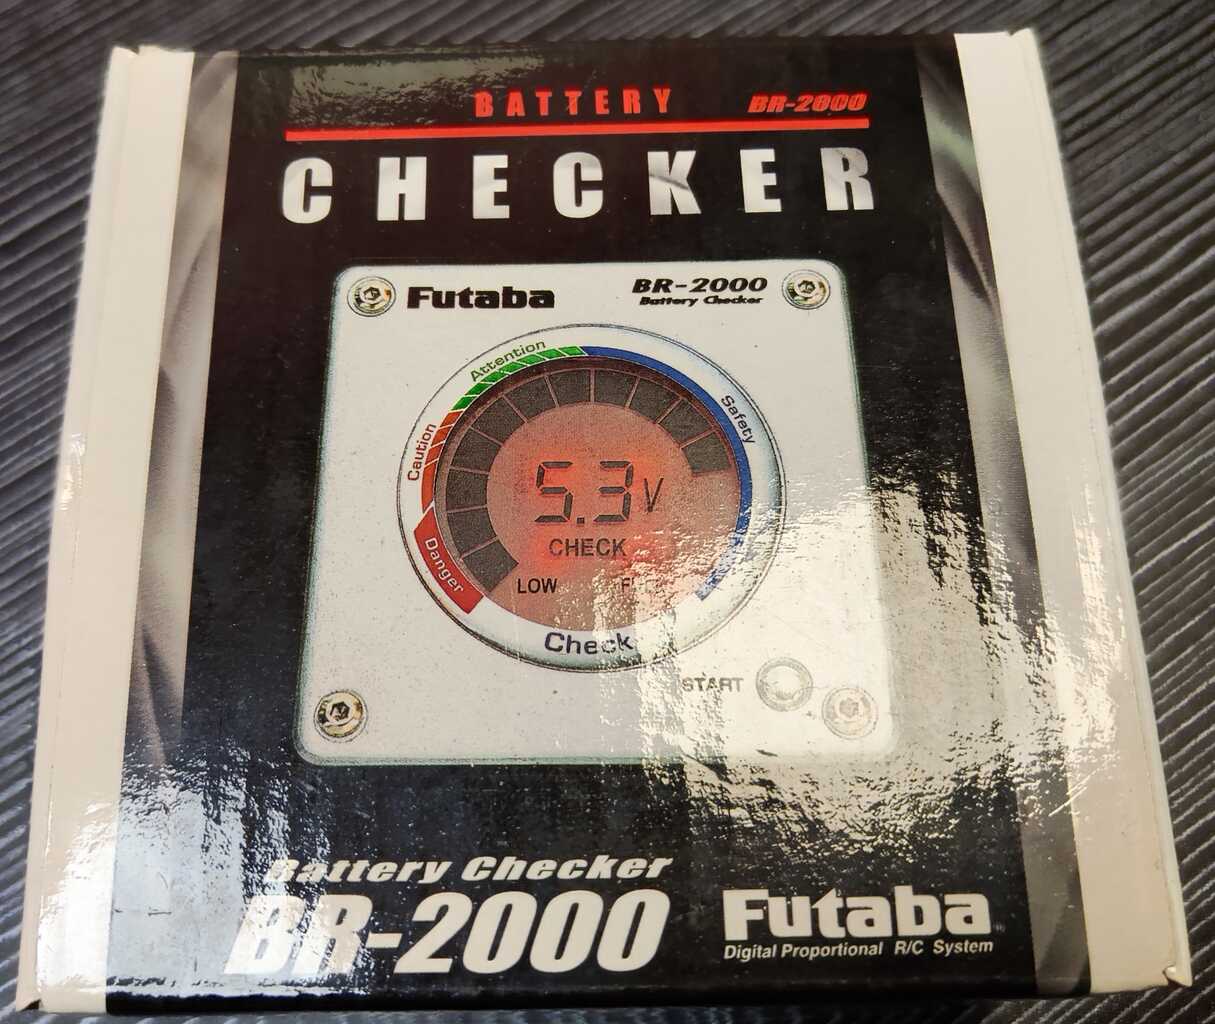 BATTERY BR-2000
CHECKER
Futaba BR-2000
Battery Checker
Attention
Safety
Caution
5.3V
CHECK
Danger
LOW
Check
START
Battery Checker
BR-2000
Futaba
Digital Proportional R/C System